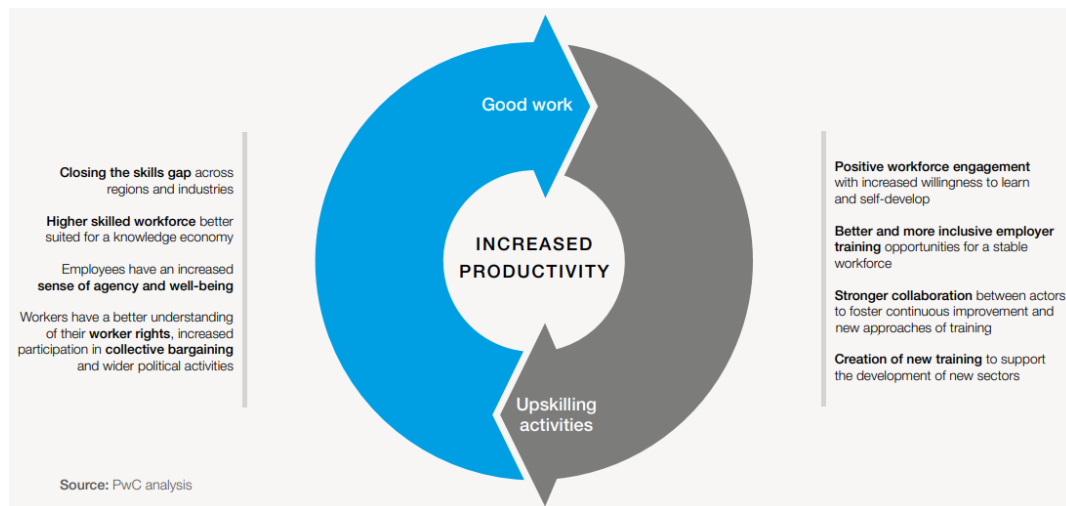 Good work
Closing the skills gap across
regions and industries
Higher skilled workforce better
suited for a knowledge economy
Employees have an increased
sense of agency and well-being
Workers have a better understanding
of their worker rights, increased
participation in collective bargaining
and wider political activities
INCREASED
PRODUCTIVITY
Positive workforce engagement
with increased willingness to learn
and self-develop
Better and more inclusive employer
training opportunities for a stable
workforce
Stronger collaboration between actors
to foster continuous improvement and
new approaches of training
Creation of new training to support
the development of new sectors
Upskilling
activities
Source: PwC analysis